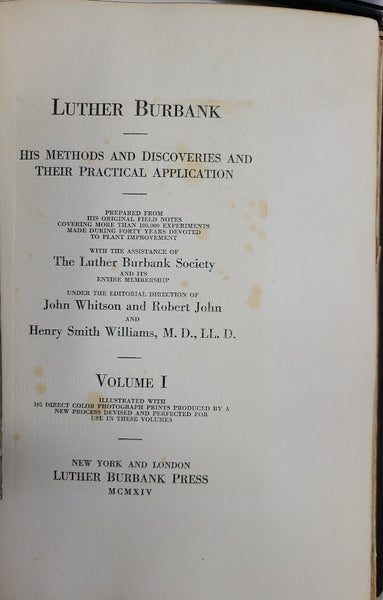 LUTHER BURBANK
HIS METHODS AND DISCOVERIES AND
THEIR PRACTICAL APPLICATION
PREPARED FROM
HIS ORIGINAL FIELD NOTES
COVERING MORE THAN 100,000 EXPERIMENTS
MADE DURING FORTY YEARS DEVOTED
TO PLANT IMPROVEMENT
WITH THE ASSISTANCE OF
The Luther Burbank Society
AND ITS
ENTIRE MEMBERSHIP
UNDER THE EDITORIAL DIRECTION OF
John Whitson and Robert John
AND
Henry Smith Williams, M. D., LL. D.
VOLUME I
ILLUSTRATED WITH
105 DIRECT COLOR PHOTOGRAPH PRINTS PRODUCED BY A
NEW PROCESS DEVISED AND PERFECTED FOR
USE IN THESE VOLUMES
NEW YORK AND LONDON
LUTHER BURBANK PRESS
MCMXIV